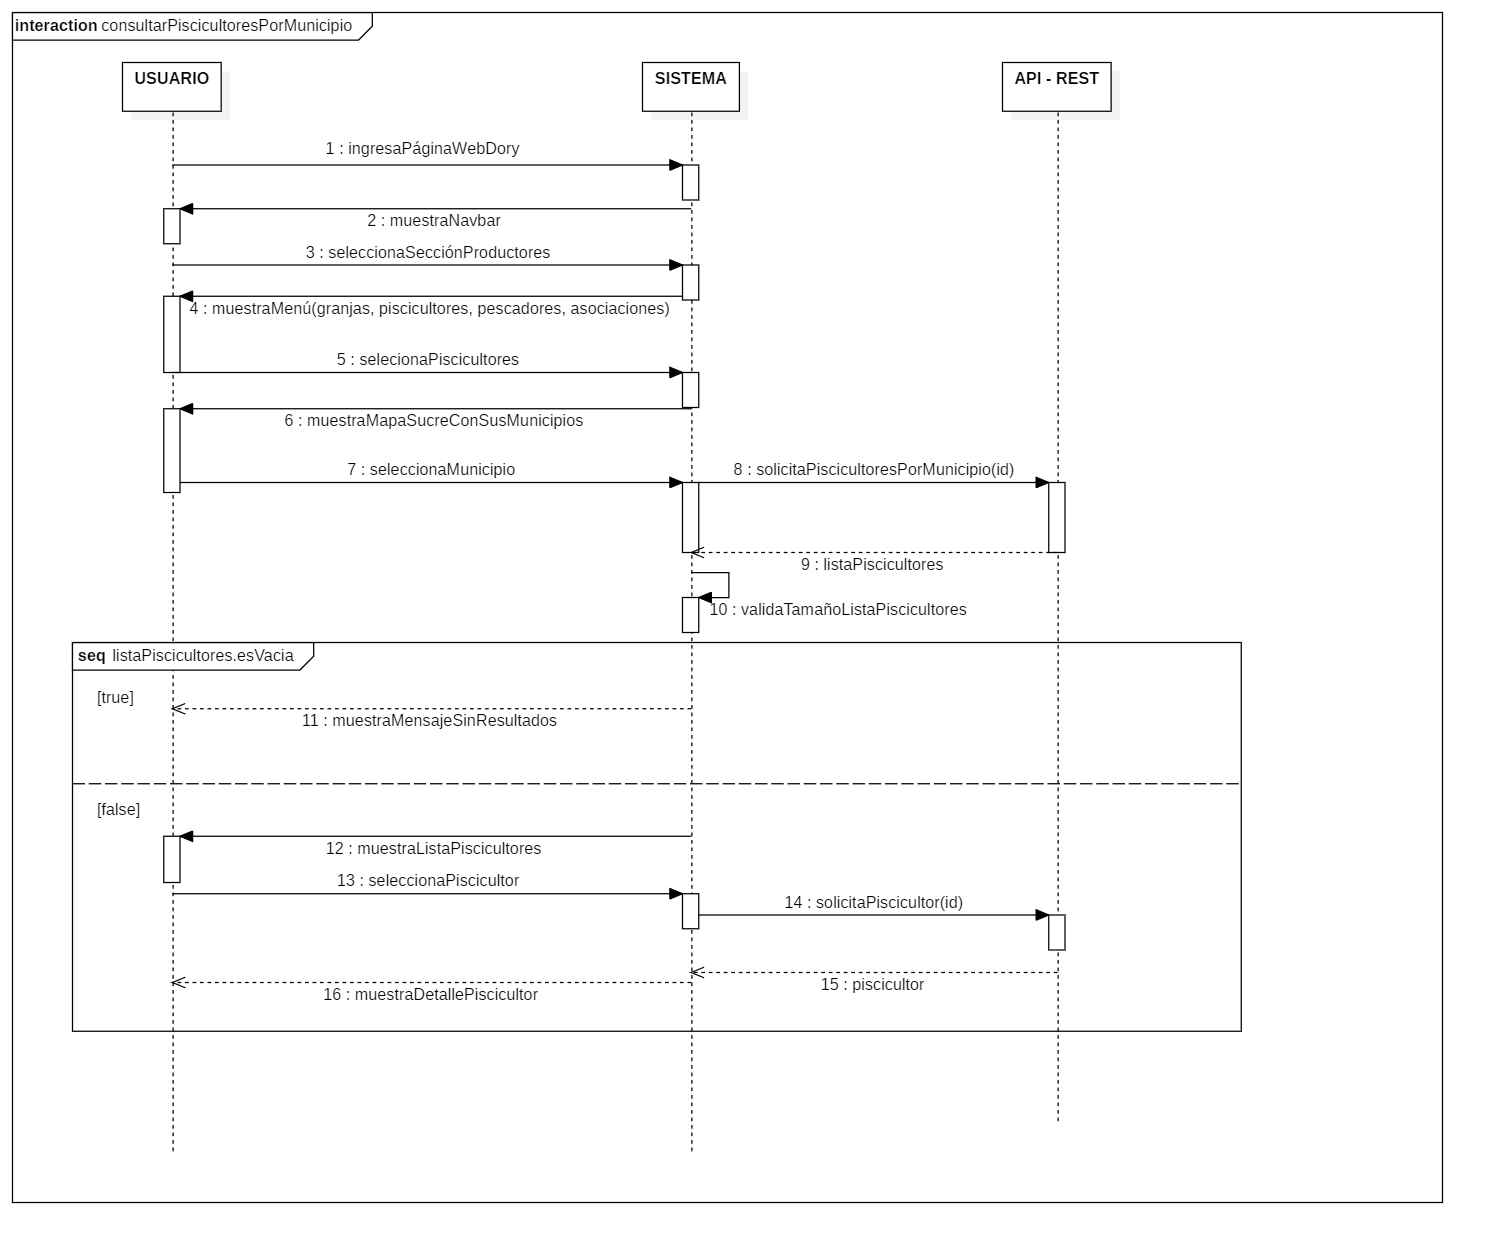 interaction consultarPiscicultoresPorMunicipio
USUARIO
SISTEMA
API - REST
1 : ingresaPáginaWebDory
2 : muestraNavbar
3 : seleccionaSecciónProductores
4 : muestraMenú(granjas, piscicultores, pescadores, asociaciones)
5 : selecionaPiscicultores
6 : muestraMapaSucreConSusMunicipios
7 : seleccionaMunicipio
8 : solicitaPiscicultoresPorMunicipio(id)
9 : listaPiscicultores
10 : validaTamañoListaPiscicultores
seq listaPiscicultores.esVacia
[true]
11 : muestraMensajeSinResultados
[false]
12 : muestraListaPiscicultores
13 : seleccionaPiscicultor
14 : solicitaPiscicultor(id)
15 : piscicultor
16 : muestraDetallePiscicultor